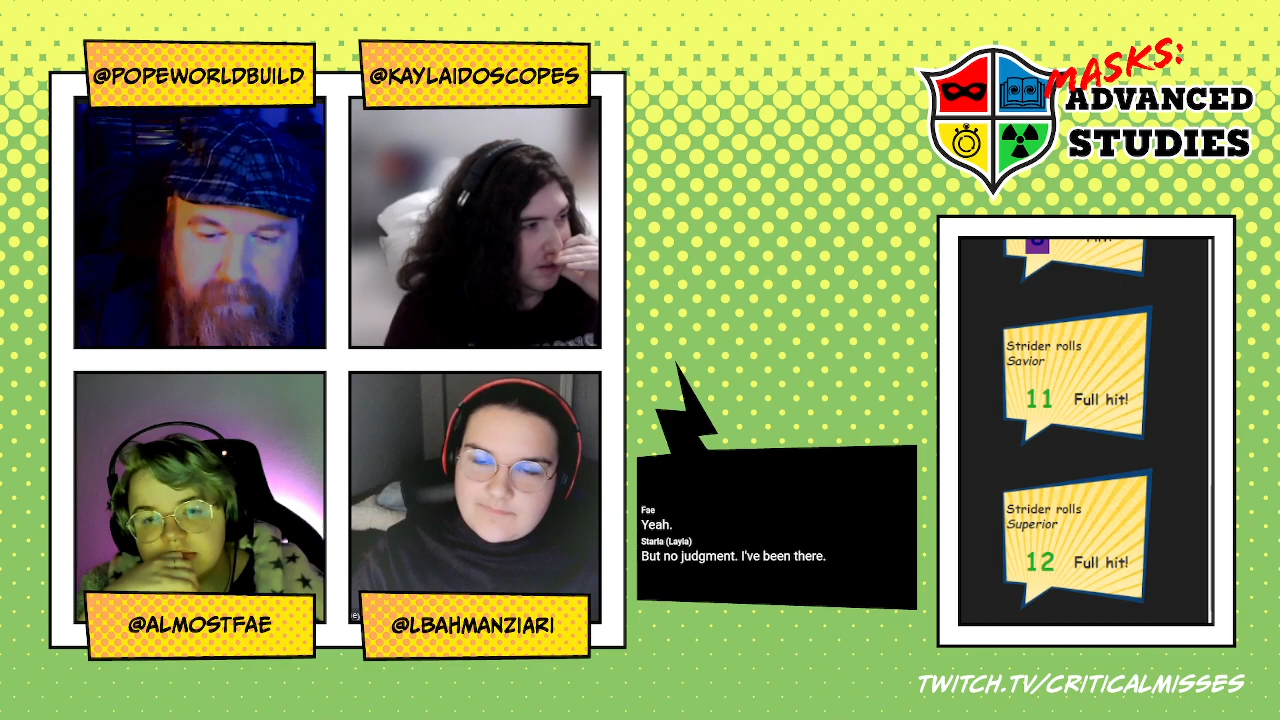 @POPEWORLDBUILD
@KAYLAIDOSCOPES
MASKS:
ADVANCED
STUDIES
Strider rolls
Savior
11 Full hit!
Fae
Yeah.
Starla (Layla)
But no judgment. I've been there.
Strider rolls
Superior
12 Full hit!
@ALMOSTFAE
@LBAHMANZIARI
TWITCH.TV/CRITICALMISSES